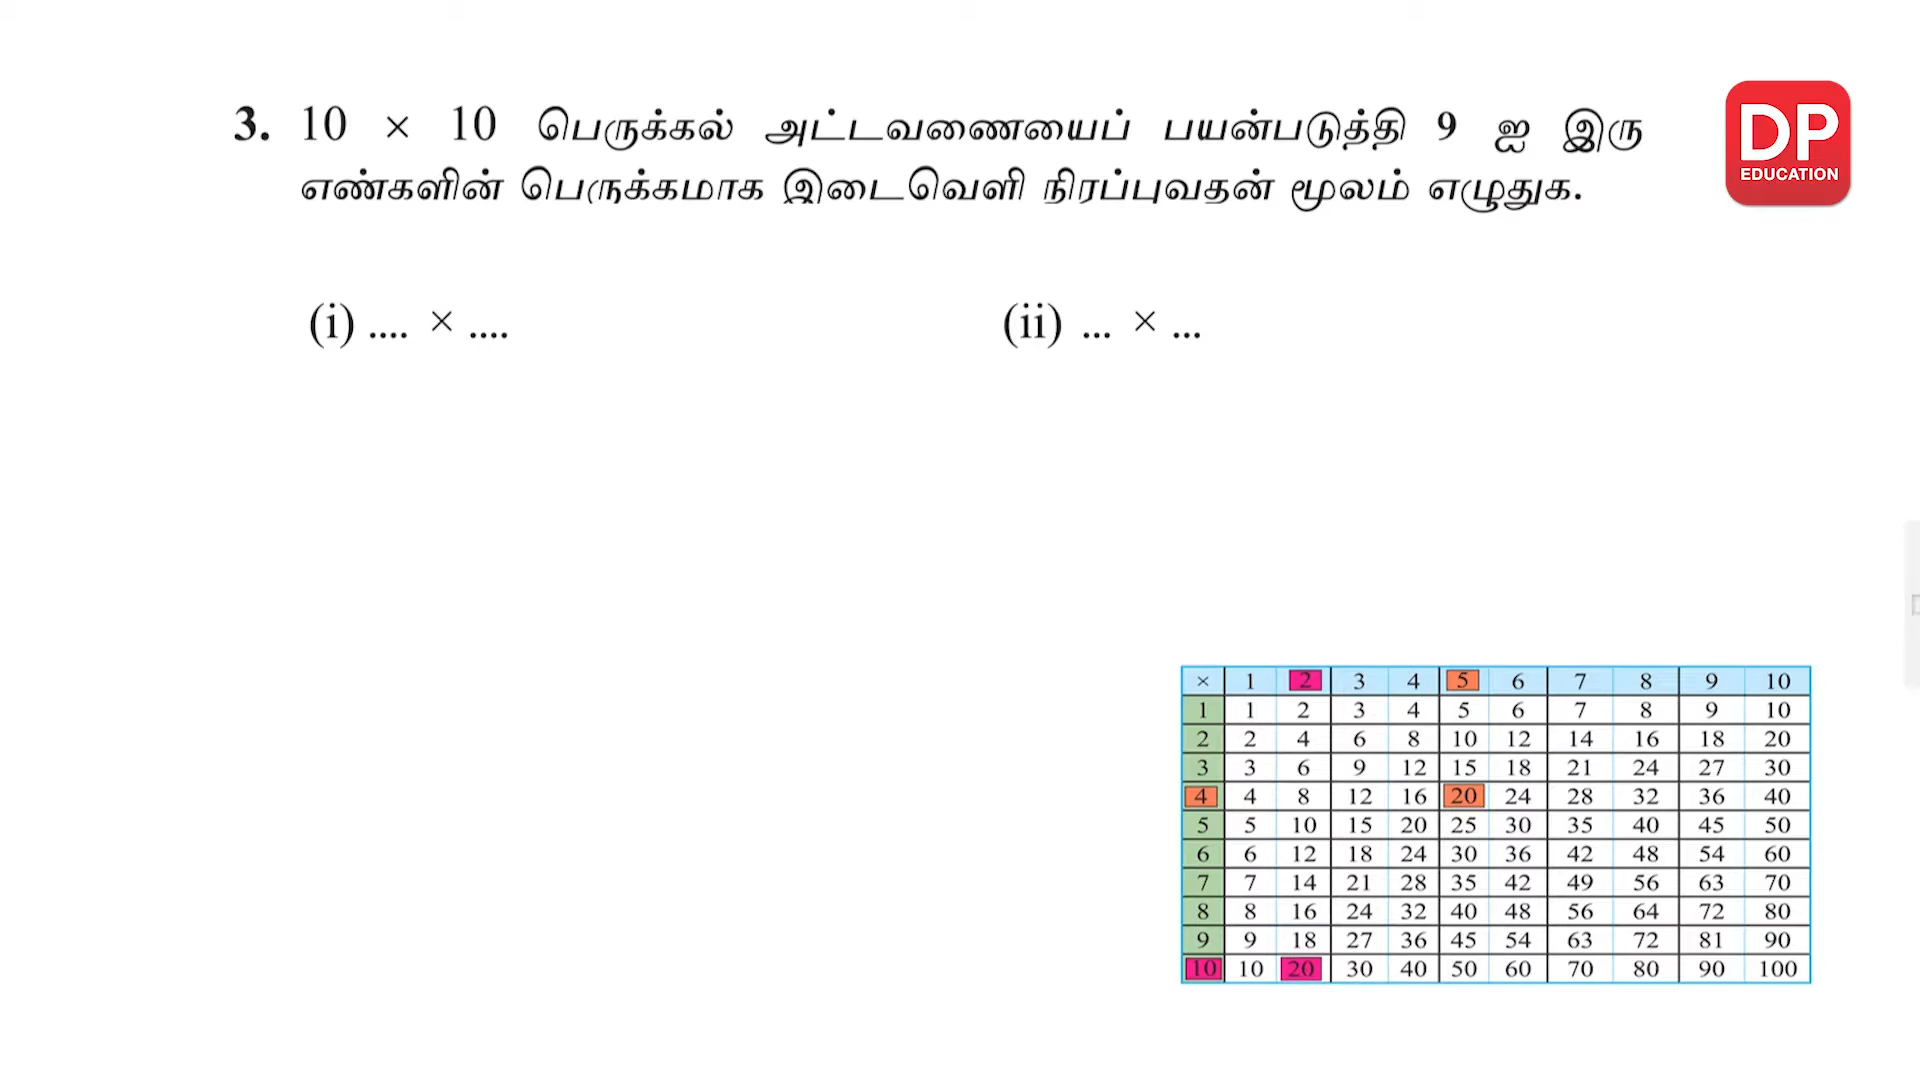 3. 10 × 10 பெருக்கல் அட்டவணையைப் பயன்படுத்தி 9 ஐ இரு
எண்களின் பெருக்கமாக இடைவெளி நிரப்புவதன் மூலம் எழுதுக.
DP
EDUCATION
(i) .... × .... (ii) ... × ...
× 1 2 3 4 5 6 7 8 9 10
1 1 2 3 4 5 6 7 8 9 10
2 2 4 6 8 10 12 14 16 18 20
3 3 6 9 12 15 18 21 24 27 30
4 4 8 12 16 20 24 28 32 36 40
5 5 10 15 20 25 30 35 40 45 50
6 6 12 18 24 30 36 42 48 54 60
7 7 14 21 28 35 42 49 56 63 70
8 8 16 24 32 40 48 56 64 72 80
9 9 18 27 36 45 54 63 72 81 90
10 10 20 30 40 50 60 70 80 90 100